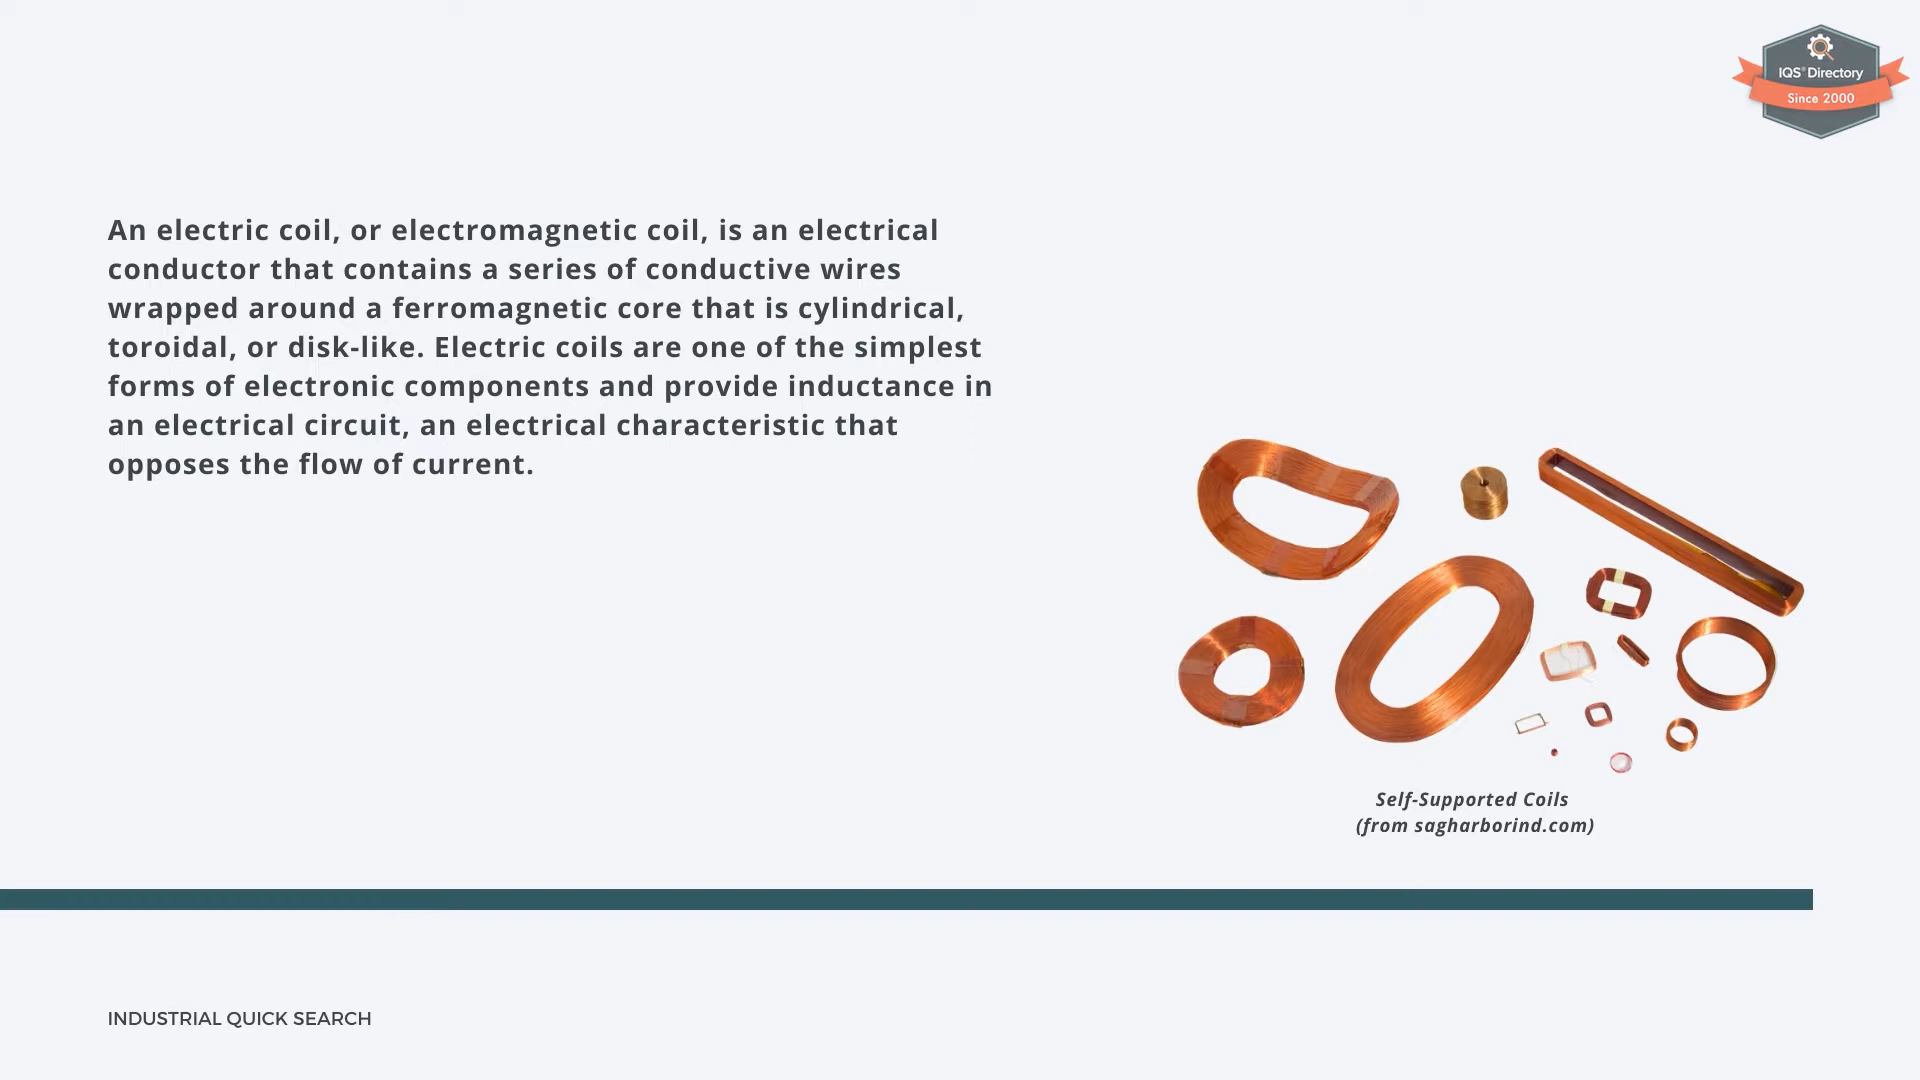 IQS® Directory
Since 2000
An electric coil, or electromagnetic coil, is an electrical
conductor that contains a series of conductive wires
wrapped around a ferromagnetic core that is cylindrical,
toroidal, or disk-like. Electric coils are one of the simplest
forms of electronic components and provide inductance in
an electrical circuit, an electrical characteristic that
opposes the flow of current.
Self-Supported Coils
(from sagharborind.com)
INDUSTRIAL QUICK SEARCH